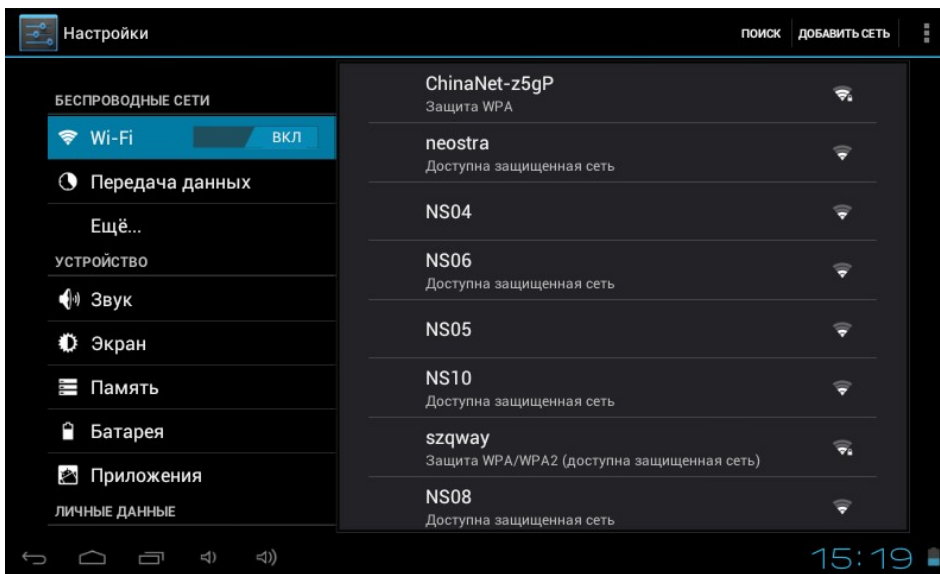 Настройки
ПОИСК ДОБАВИТЬ СЕТЬ
БЕСПРОВОДНЫЕ СЕТИ
Wi-Fi ВКЛ
Передача данных
Ещё...
УСТРОЙСТВО
Звук
Экран
Память
Батарея
Приложения
ЛИЧНЫЕ ДАННЫЕ
ChinaNet-z5gP
Защита WPA
neostra
Доступна защищенная сеть
NS04
NS06
Доступна защищенная сеть
NS05
NS10
Доступна защищенная сеть
szqway
Защита WPA/WPA2 (доступна защищенная сеть)
NS08
Доступна защищенная сеть
15:19